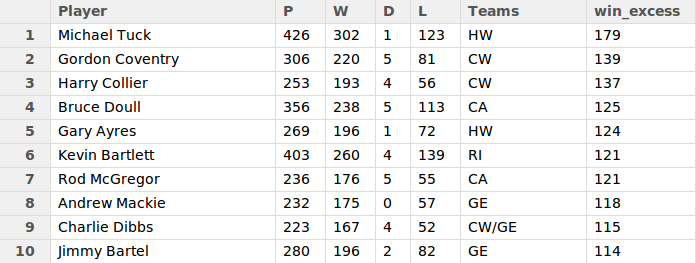 Player P W D L Teams win_excess
1 Michael Tuck 426 302 1 123 HW 179
2 Gordon Coventry 306 220 5 81 CW 139
3 Harry Collier 253 193 4 56 CW 137
4 Bruce Doull 356 238 5 113 CA 125
5 Gary Ayres 269 196 1 72 HW 124
6 Kevin Bartlett 403 260 4 139 RI 121
7 Rod McGregor 236 176 5 55 CA 121
8 Andrew Mackie 232 175 0 57 GE 118
9 Charlie Dibbs 223 167 4 52 CW/GE 115
10 Jimmy Bartel 280 196 2 82 GE 114